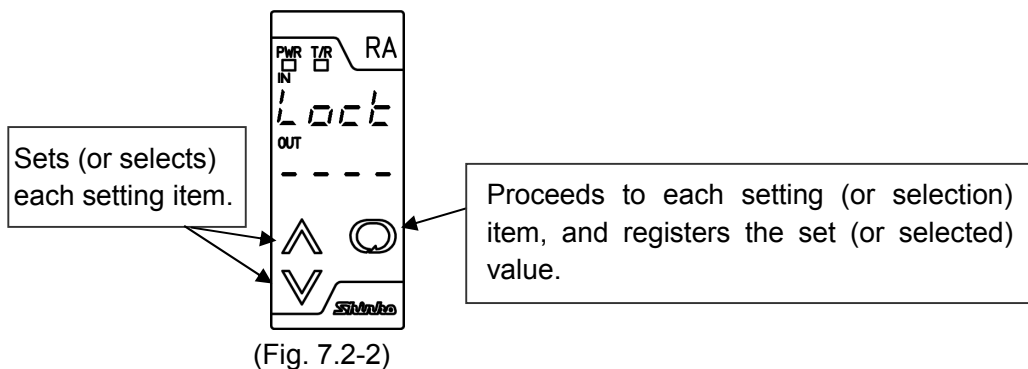 PWR T/R RA
IN
Lock
OUT
- - - -
Sets (or selects)
each setting item.
Proceeds to each setting (or selection)
item, and registers the set (or selected)
value.
Shinko
(Fig. 7.2-2)